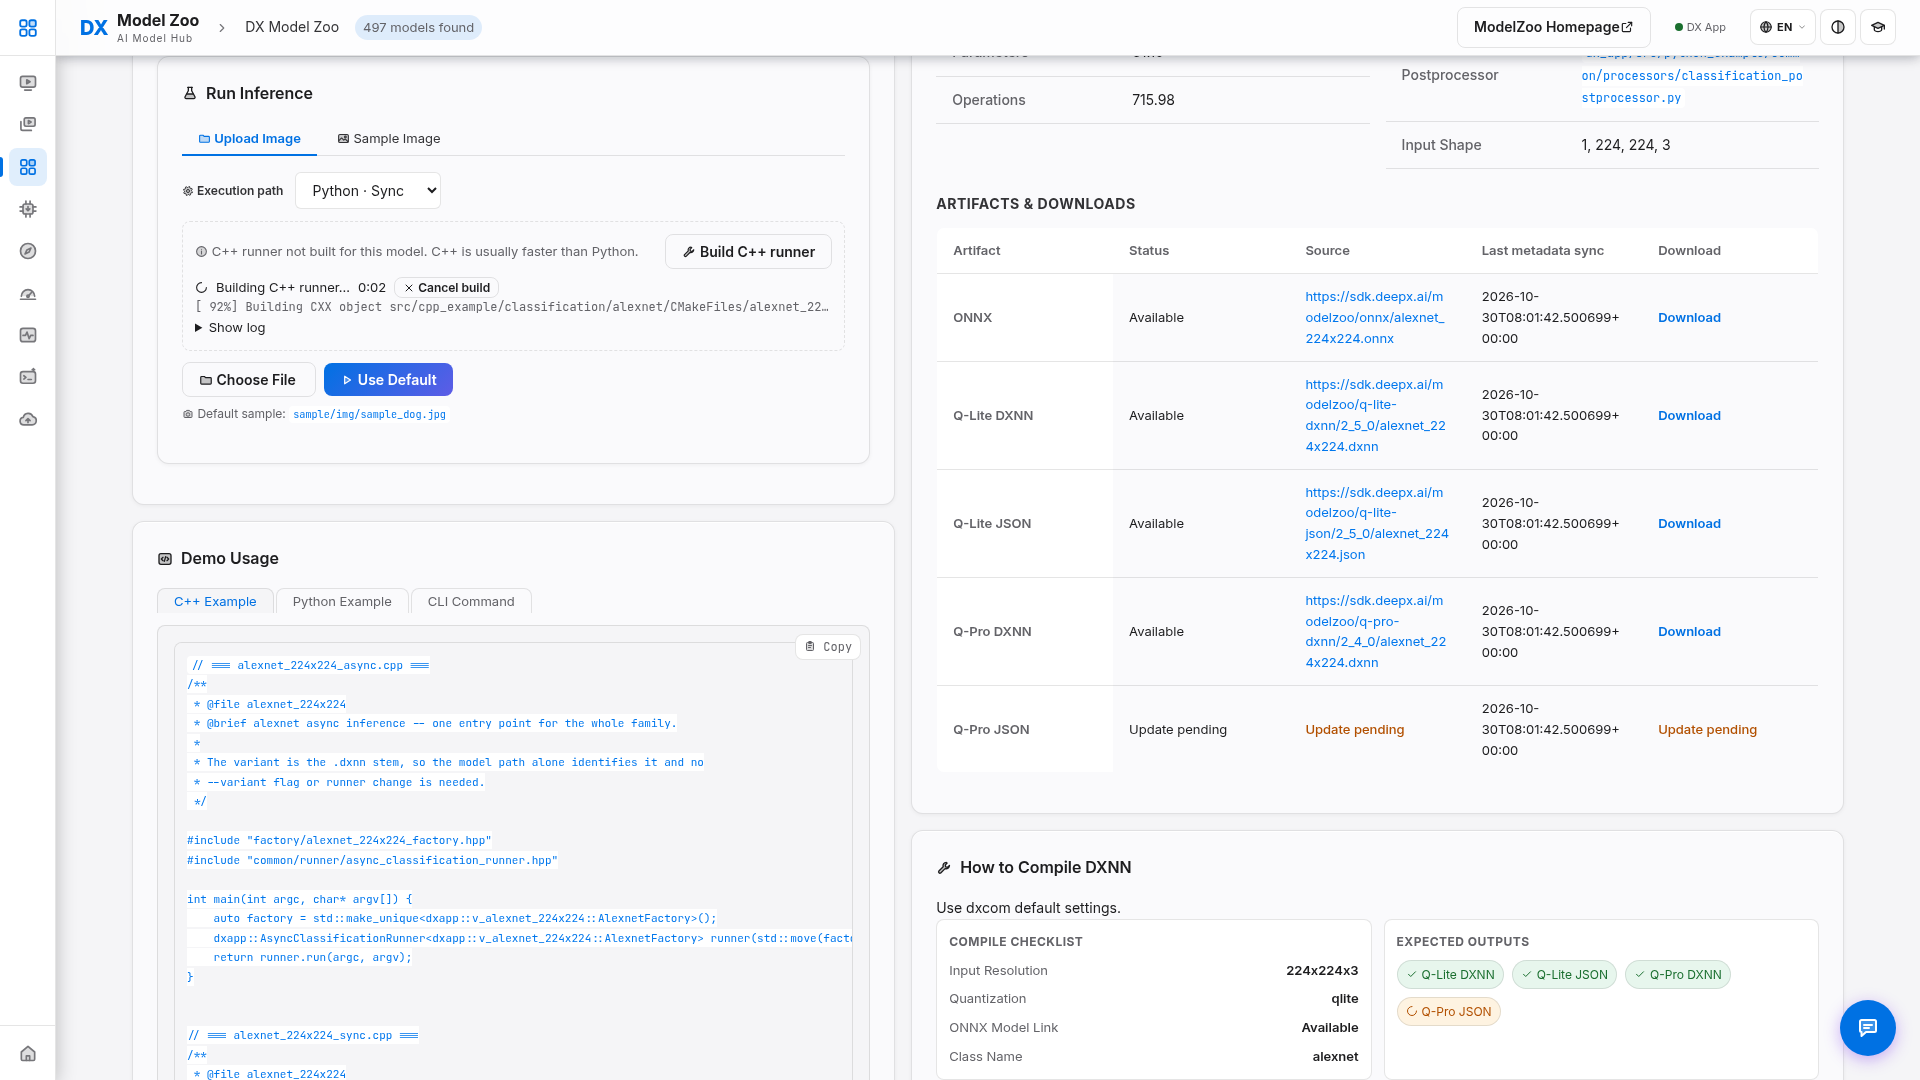 DX Model Zoo
AI Model Hub
DX Model Zoo
497 models found
ModelZoo Homepage
DX App
EN
Run Inference
Upload Image
Sample Image
Execution path
Python · Sync
C++ runner not built for this model. C++ is usually faster than Python.
Build C++ runner
Building C++ runner... 0:02
Cancel build
[ 92%] Building CXX object src/cpp_example/classification/alexnet/CMakeFiles/alexnet_22…
Show log
Choose File
Use Default
Default sample: sample/img/sample_dog.jpg
Demo Usage
C++ Example
Python Example
CLI Command
Copy
// === alexnet_224x224_async.cpp ===
/**
* @file alexnet_224x224
* @brief alexnet async inference -- one entry point for the whole family.
*
* The variant is the .dxnn stem, so the model path alone identifies it and no
* --variant flag or runner change is needed.
*/
#include "factory/alexnet_224x224_factory.hpp"
#include "common/runner/async_classification_runner.hpp"
int main(int argc, char* argv[]) {
auto factory = std::make_unique<dxapp::v_alexnet_224x224::AlexnetFactory>();
dxapp::AsyncClassificationRunner<dxapp::v_alexnet_224x224::AlexnetFactory> runner(std::move(facto
return runner.run(argc, argv);
}
// === alexnet_224x224_sync.cpp ===
/**
* @file alexnet_224x224
Operations
715.98
Postprocessor
on/processors/classification_po
stprocessor.py
Input Shape
1, 224, 224, 3
ARTIFACTS & DOWNLOADS
Artifact
Status
Source
Last metadata sync
Download
ONNX
Available
https://sdk.deepx.ai/m
odelzoo/onnx/alexnet_
224x224.onnx
2026-10-
30T08:01:42.500699+
00:00
Download
Q-Lite DXNN
Available
https://sdk.deepx.ai/m
odelzoo/q-lite-
dxnn/2_5_0/alexnet_22
4x224.dxnn
2026-10-
30T08:01:42.500699+
00:00
Download
Q-Lite JSON
Available
https://sdk.deepx.ai/m
odelzoo/q-lite-
json/2_5_0/alexnet_224
x224.json
2026-10-
30T08:01:42.500699+
00:00
Download
Q-Pro DXNN
Available
https://sdk.deepx.ai/m
odelzoo/q-pro-
dxnn/2_4_0/alexnet_22
4x224.dxnn
2026-10-
30T08:01:42.500699+
00:00
Download
Q-Pro JSON
Update pending
Update pending
2026-10-
30T08:01:42.500699+
00:00
Update pending
How to Compile DXNN
Use dxcom default settings.
COMPILE CHECKLIST
Input Resolution
224x224x3
Quantization
qlite
ONNX Model Link
Available
Class Name
alexnet
EXPECTED OUTPUTS
Q-Lite DXNN
Q-Lite JSON
Q-Pro DXNN
Q-Pro JSON